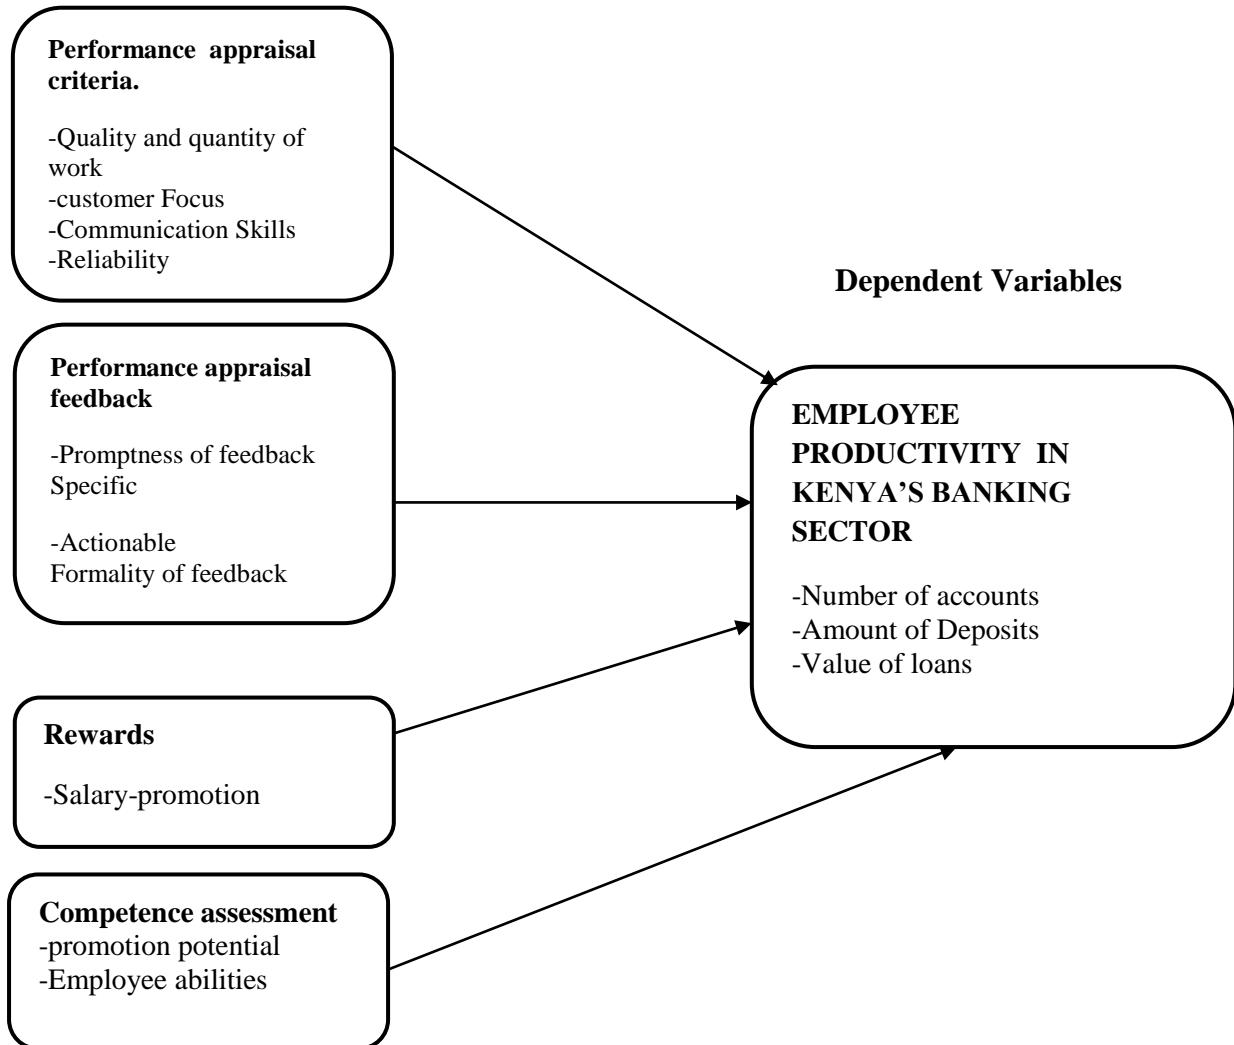 Performance appraisal
criteria.
-Quality and quantity of
work
-customer Focus
-Communication Skills
-Reliability
Performance appraisal
feedback
-Promptness of feedback
Specific
-Actionable
Formality of feedback
Rewards
-Salary-promotion
Competence assessment
-promotion potential
-Employee abilities
Dependent Variables
EMPLOYEE
PRODUCTIVITY IN
KENYA’S BANKING
SECTOR
-Number of accounts
-Amount of Deposits
-Value of loans